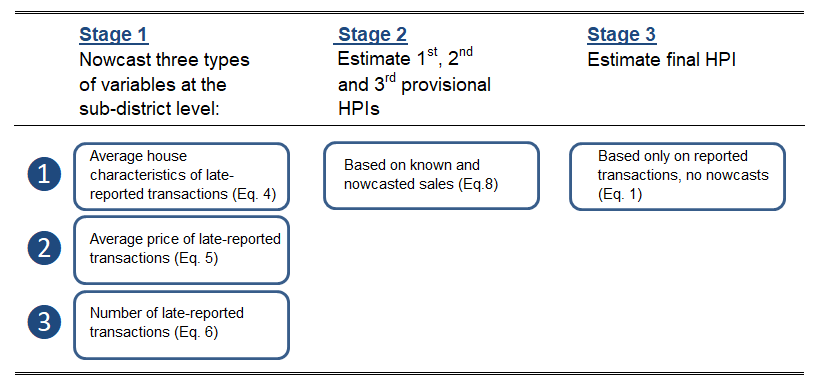 Stage 1
Nowcast three types
of variables at the
sub-district level:
Stage 2
Estimate 1st, 2nd
and 3rd provisional
HPIs
Stage 3
Estimate final HPI
1
Average house
characteristics of late-
reported transactions (Eq. 4)
Based on known and
nowcasted sales (Eq.8)
Based only on reported
transactions, no nowcasts
(Eq. 1)
2
Average price of late-reported
transactions (Eq. 5)
3
Number of late-reported
transactions (Eq. 6)